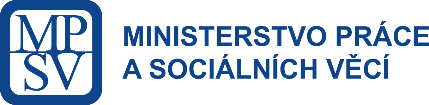 MP
SV
MINISTERSTVO PRÁCE
A SOCIÁLNÍCH VĚCÍ